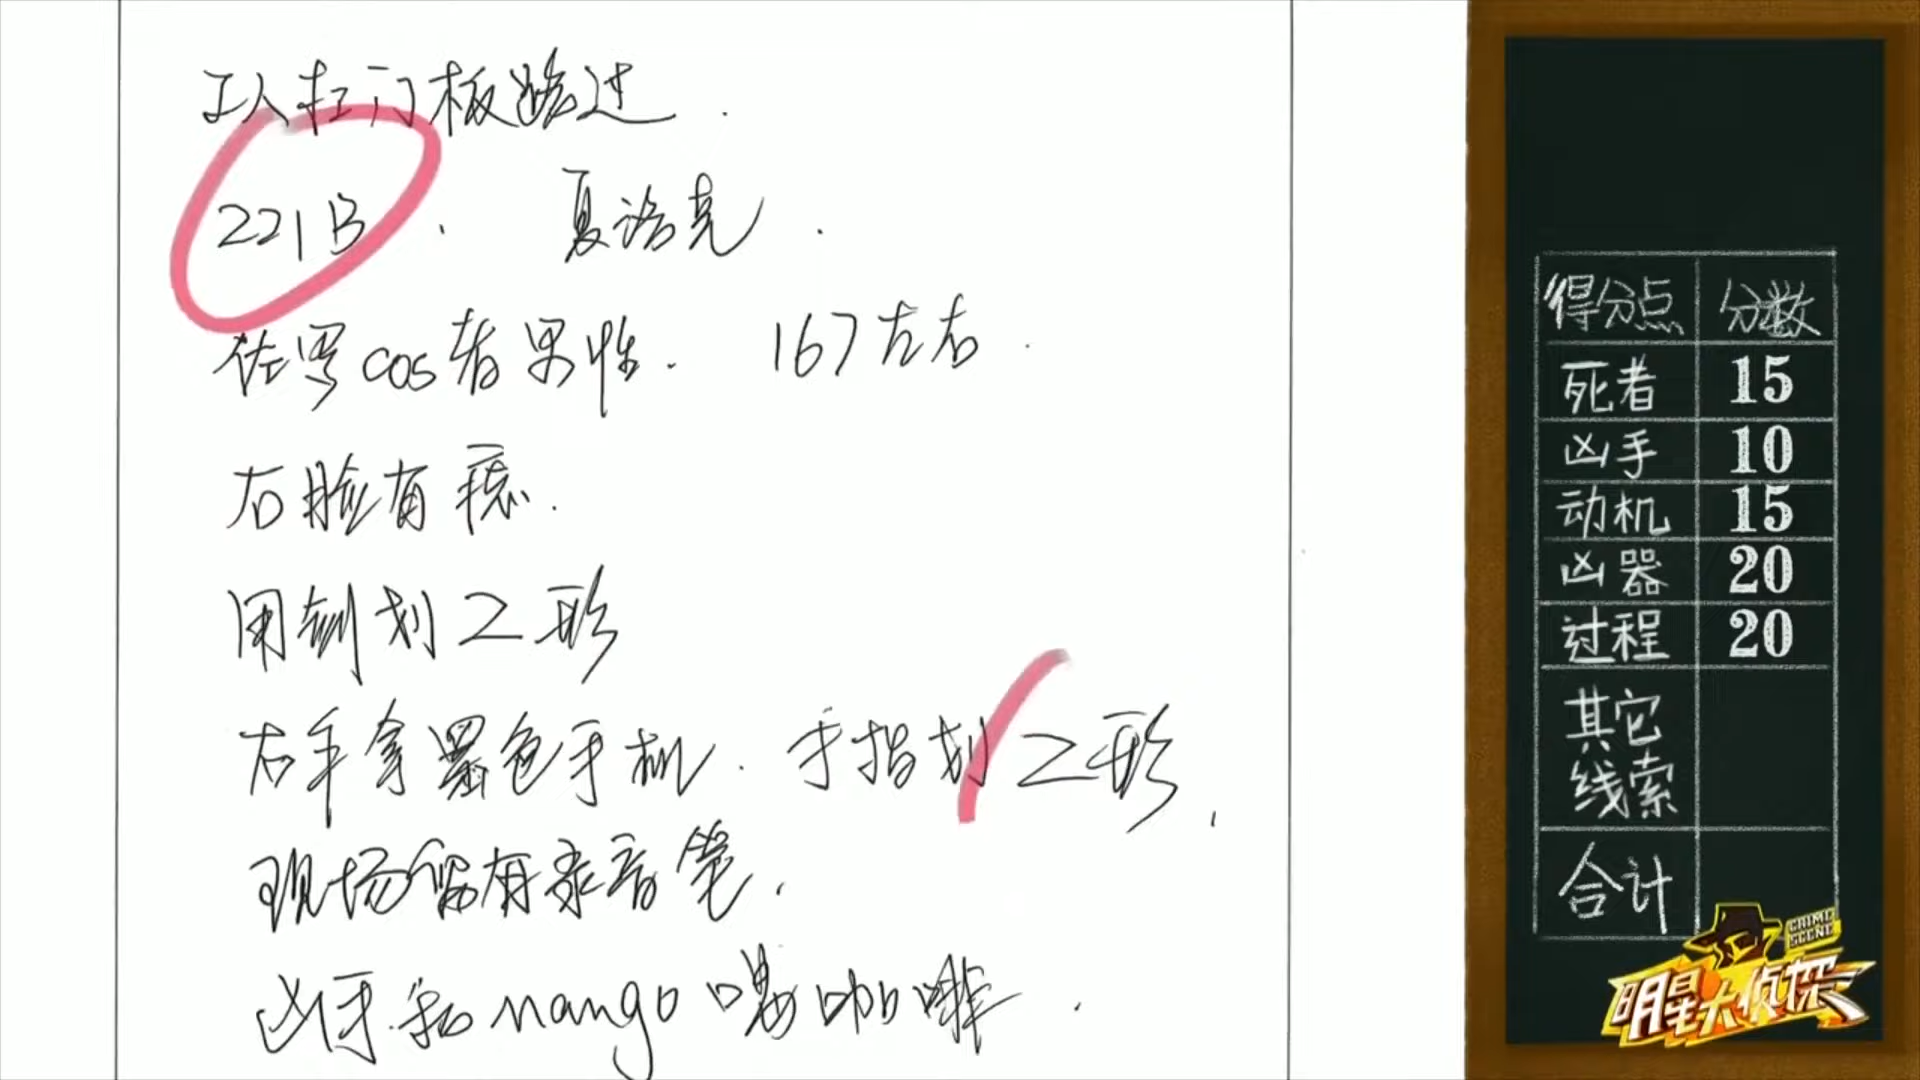 工人扛门板路过.
221B. 夏洛克.
佐罗cos者男性. 167左右.
右脸有痣.
用剑划Z形
右手拿黑色手机. 手指划Z形.
现场留有录音笔.
凶手和mango喝咖啡.
得分点 分数
死者 15
凶手 10
动机 15
凶器 20
过程 20
其它
线索
合计
CRIME
SCENE
明星大侦探